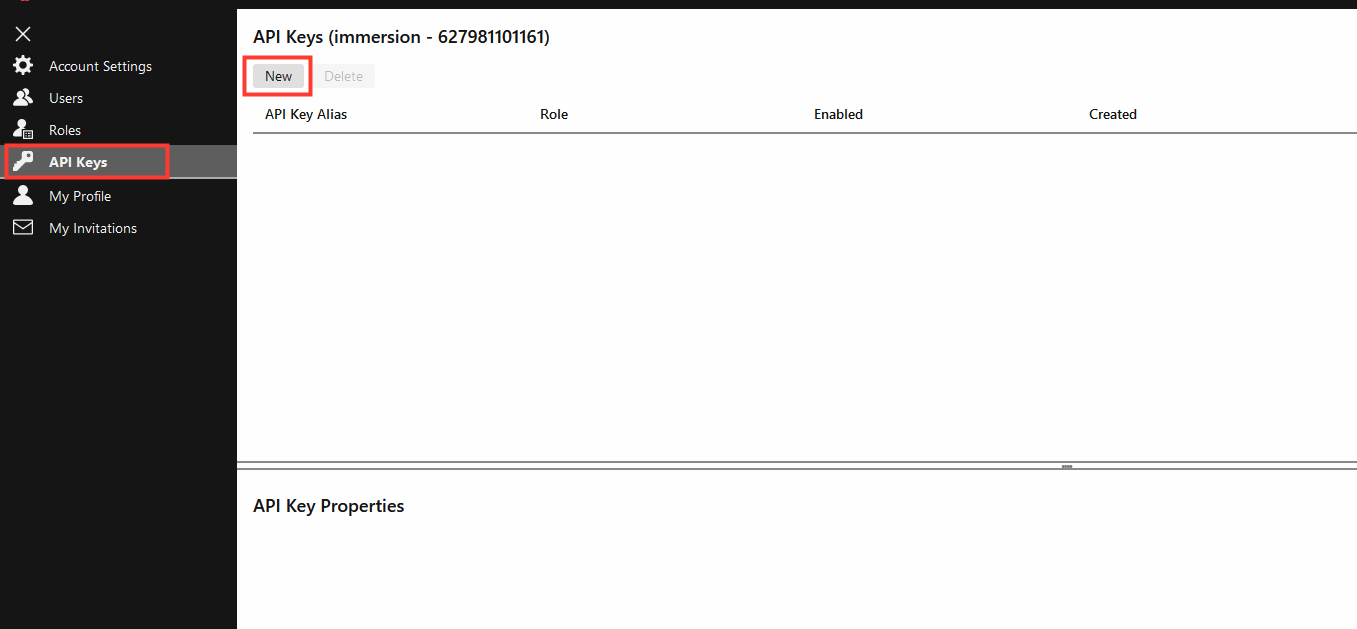 Account Settings
Users
Roles
API Keys
My Profile
My Invitations
API Keys (immersion - 627981101161)
New Delete
API Key Alias Role Enabled Created
API Key Properties